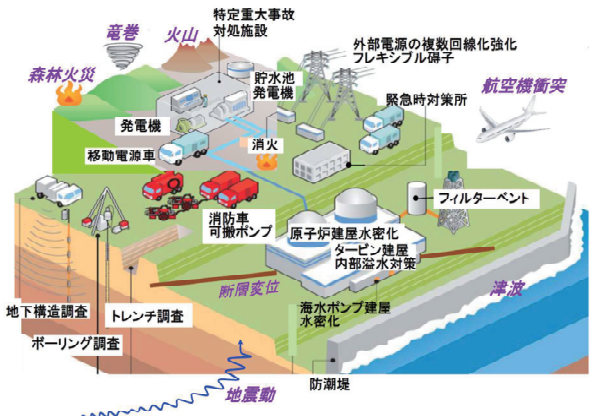 特定重大事故
対処施設
竜巻
火山
外部電源の複数回線化強化
フレキシブル碍子
森林火災
貯水池
発電機
航空機衝突
緊急時対策所
発電機
消火
移動電源車
フィルターベント
消防車
可搬ポンプ
原子炉建屋水密化
タービン建屋
内部溢水対策
断層変位
津波
地下構造調査
トレンチ調査
海水ポンプ建屋
水密化
ボーリング調査
防潮堤
地震動